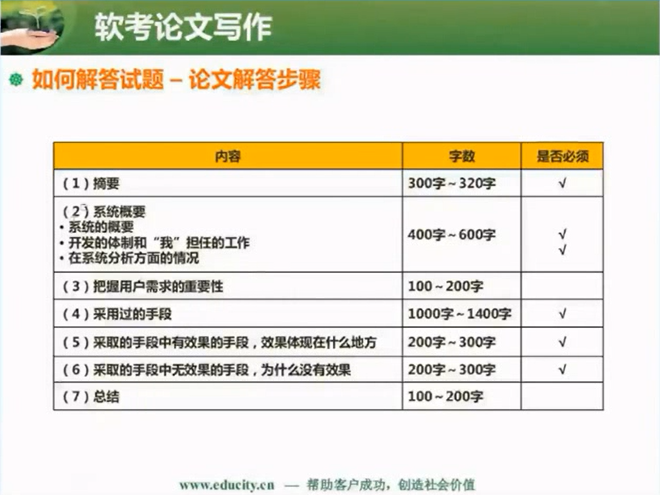 软考论文写作
如何解答试题 – 论文解答步骤
内容 字数 是否必须
（1）摘要 300字～320字 √
（2）系统概要
• 系统的概要
• 开发的体制和“我”担任的工作 400字～600字 √
• 在系统分析方面的情况 √
（3）把握用户需求的重要性 100～200字
（4）采用过的手段 1000字～1400字 √
（5）采取的手段中有效果的手段，效果体现在什么地方 200字～300字 √
（6）采取的手段中无效果的手段，为什么没有效果 200字～300字 √
（7）总结 100～200字
www.educity.cn — 帮助客户成功，创造社会价值